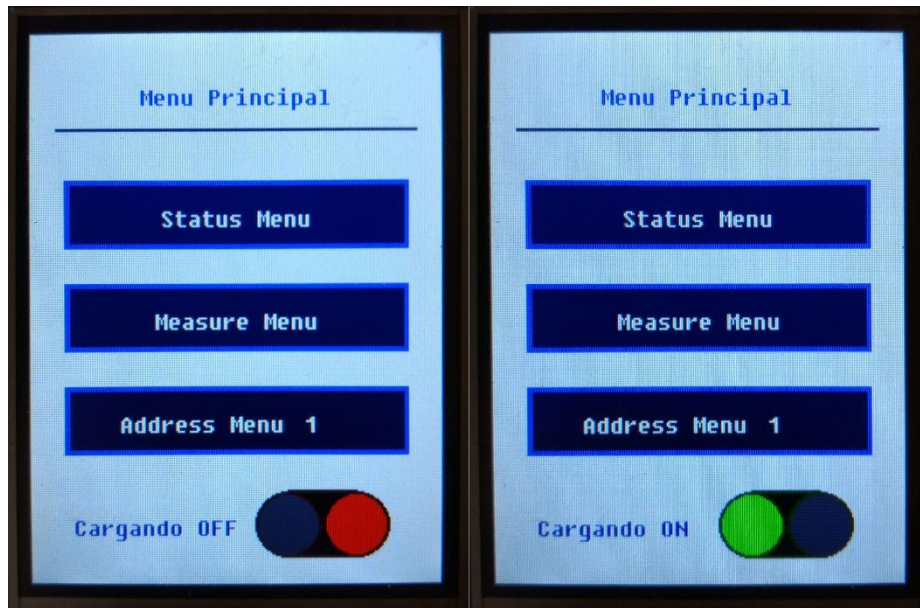 Menu Principal
Status Menu
Measure Menu
Address Menu 1
Cargando OFF
Menu Principal
Status Menu
Measure Menu
Address Menu 1
Cargando ON